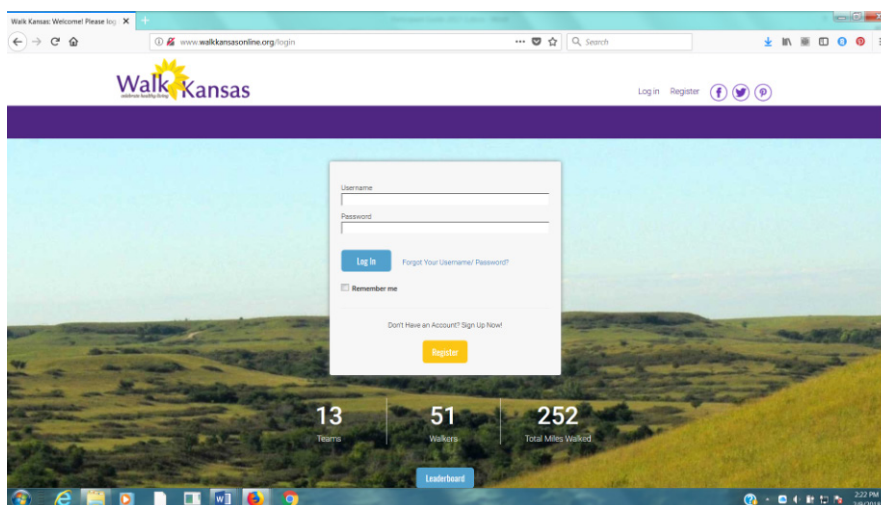 Walk Kansas: Welcome! Please log
www.walkkansasonline.org/login
Search
Walk Kansas
celebrate healthy living
Log in Register
Username
Password
Log In Forgot Your Username/ Password?
Remember me
Don't Have an Account? Sign Up Now!
Register
13 51 252
Teams Walkers Total Miles Walked
Leaderboard
2:22 PM